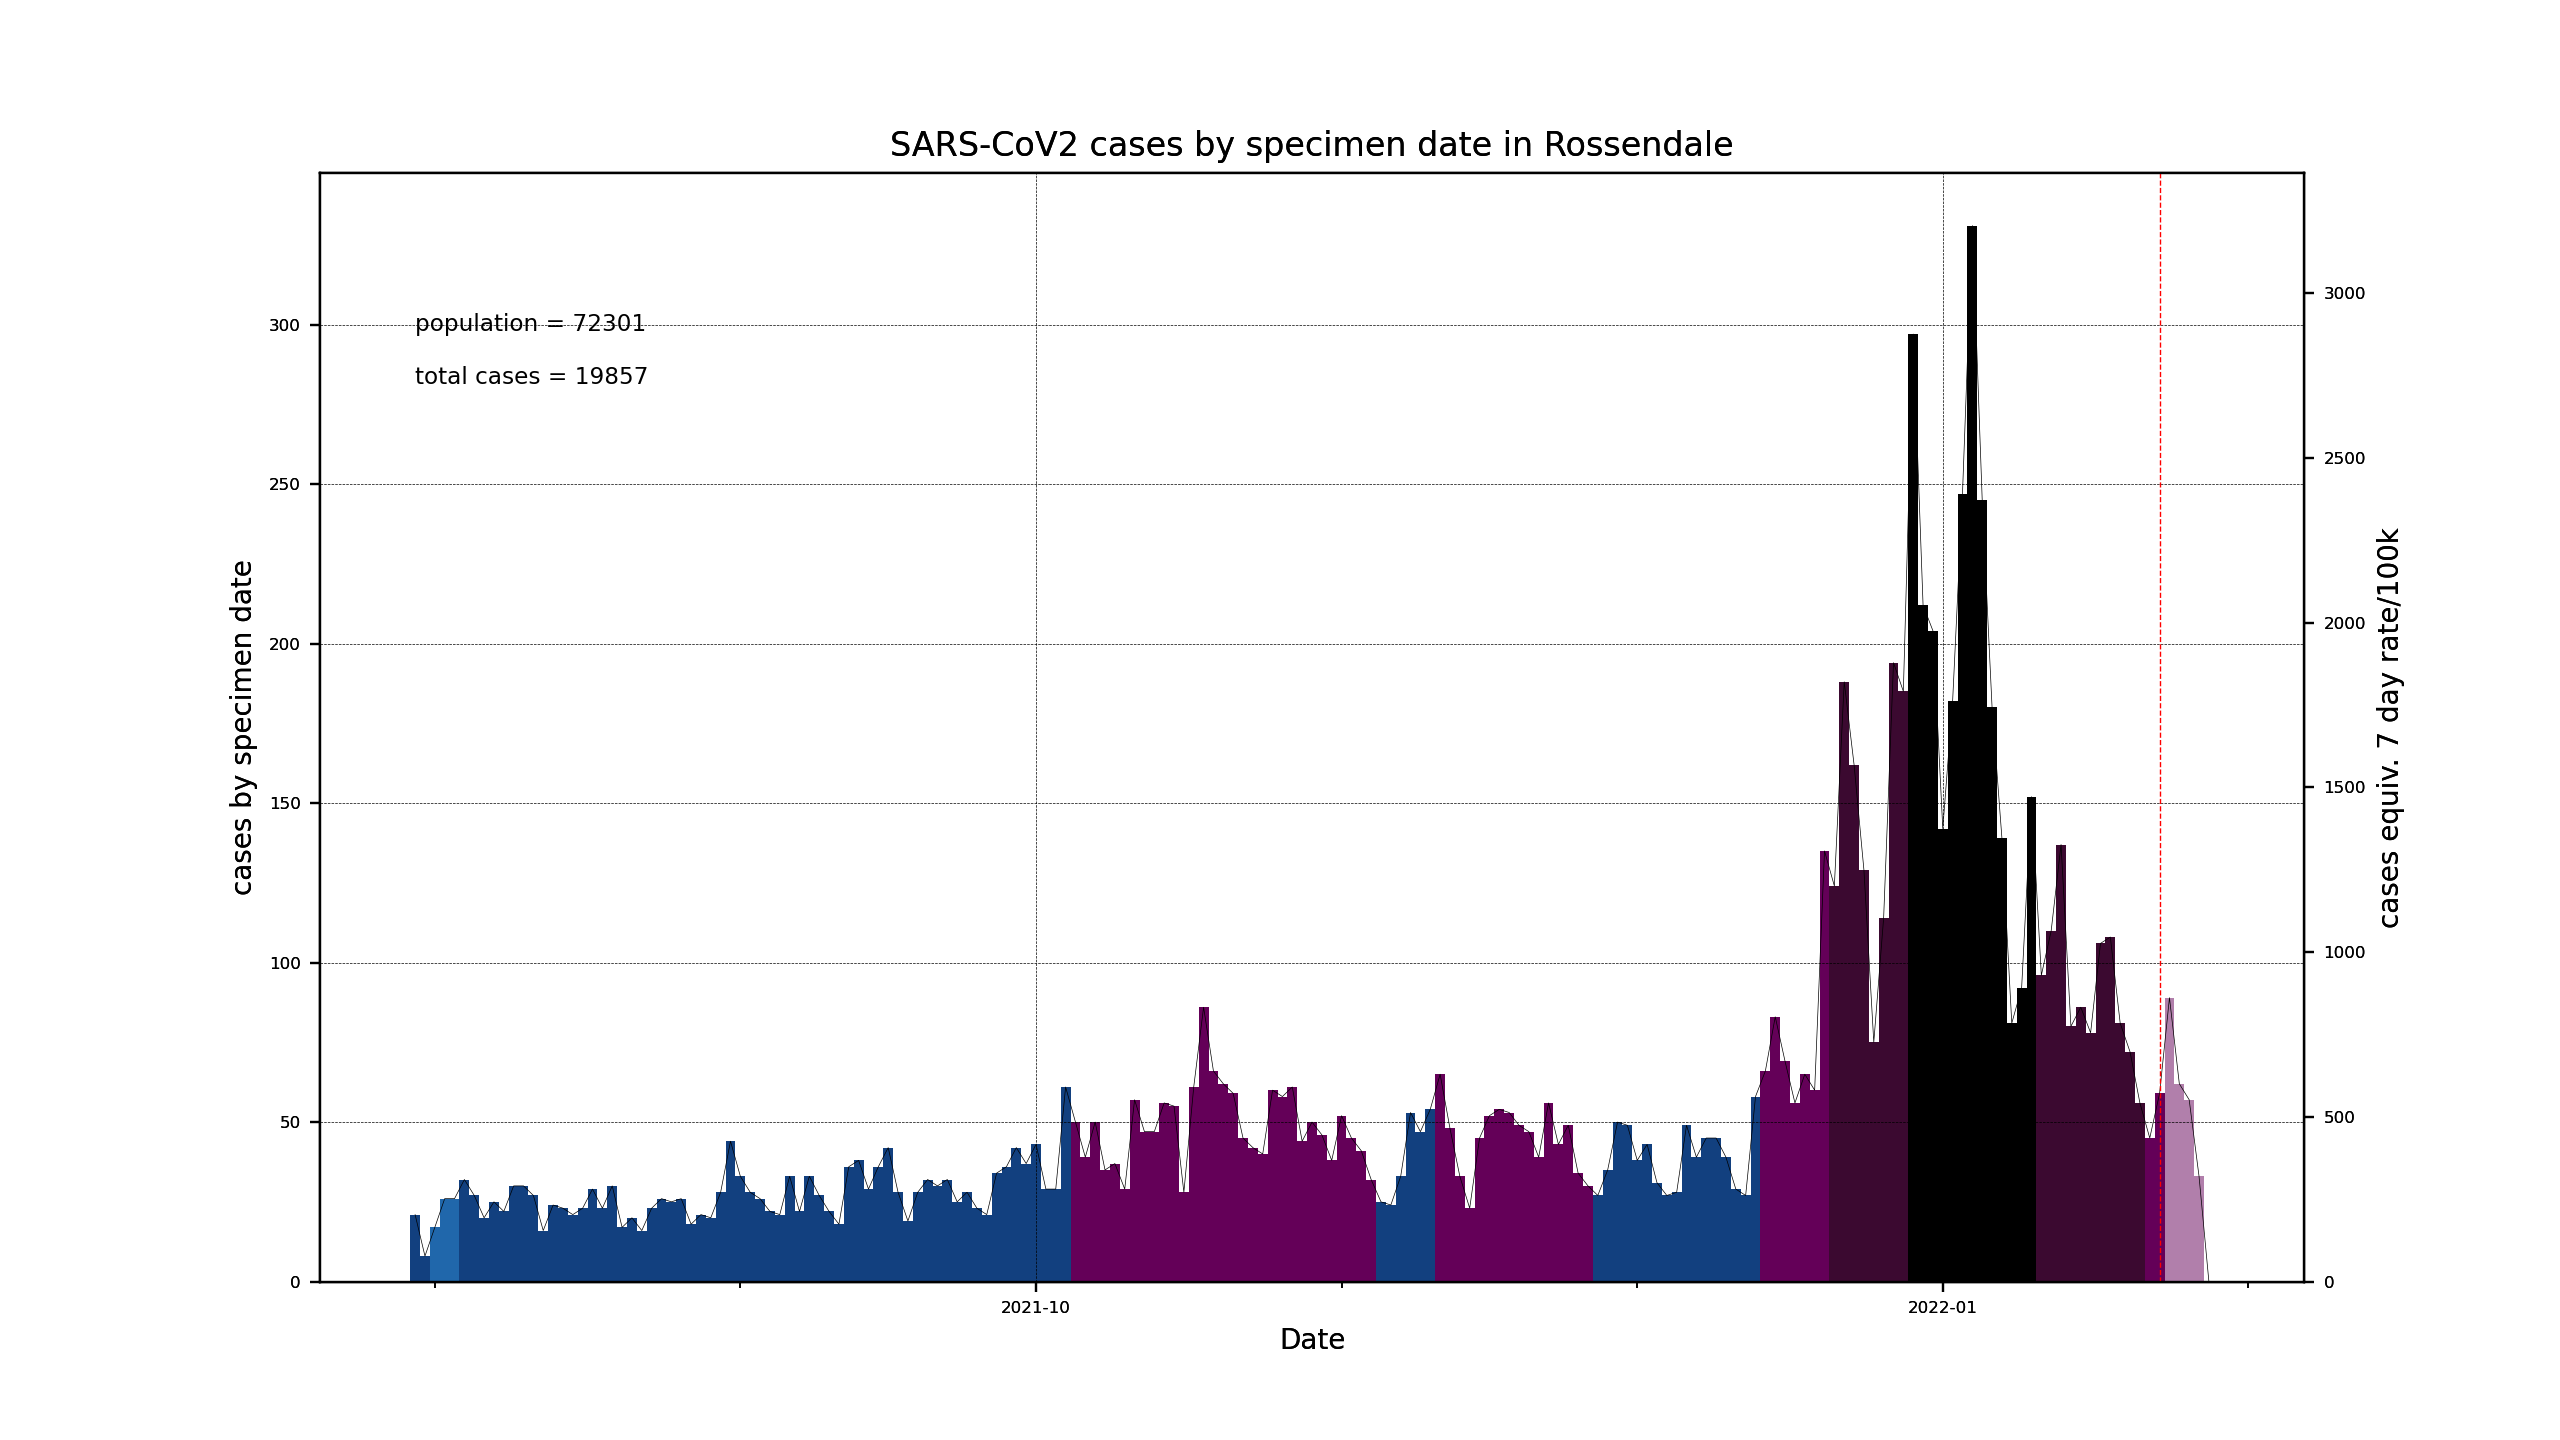 SARS-CoV2 cases by specimen date in Rossendale
population = 72301
total cases = 19857
cases by specimen date
300
250
200
150
100
50
0
3000
2500
2000
1500
1000
500
0
cases equiv. 7 day rate/100k
2021-10
2022-01
Date